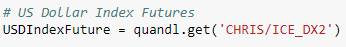 # US Dollar Index Futures
USDIndexFuture = quandl.get('CHRIS/ICE_DX2')